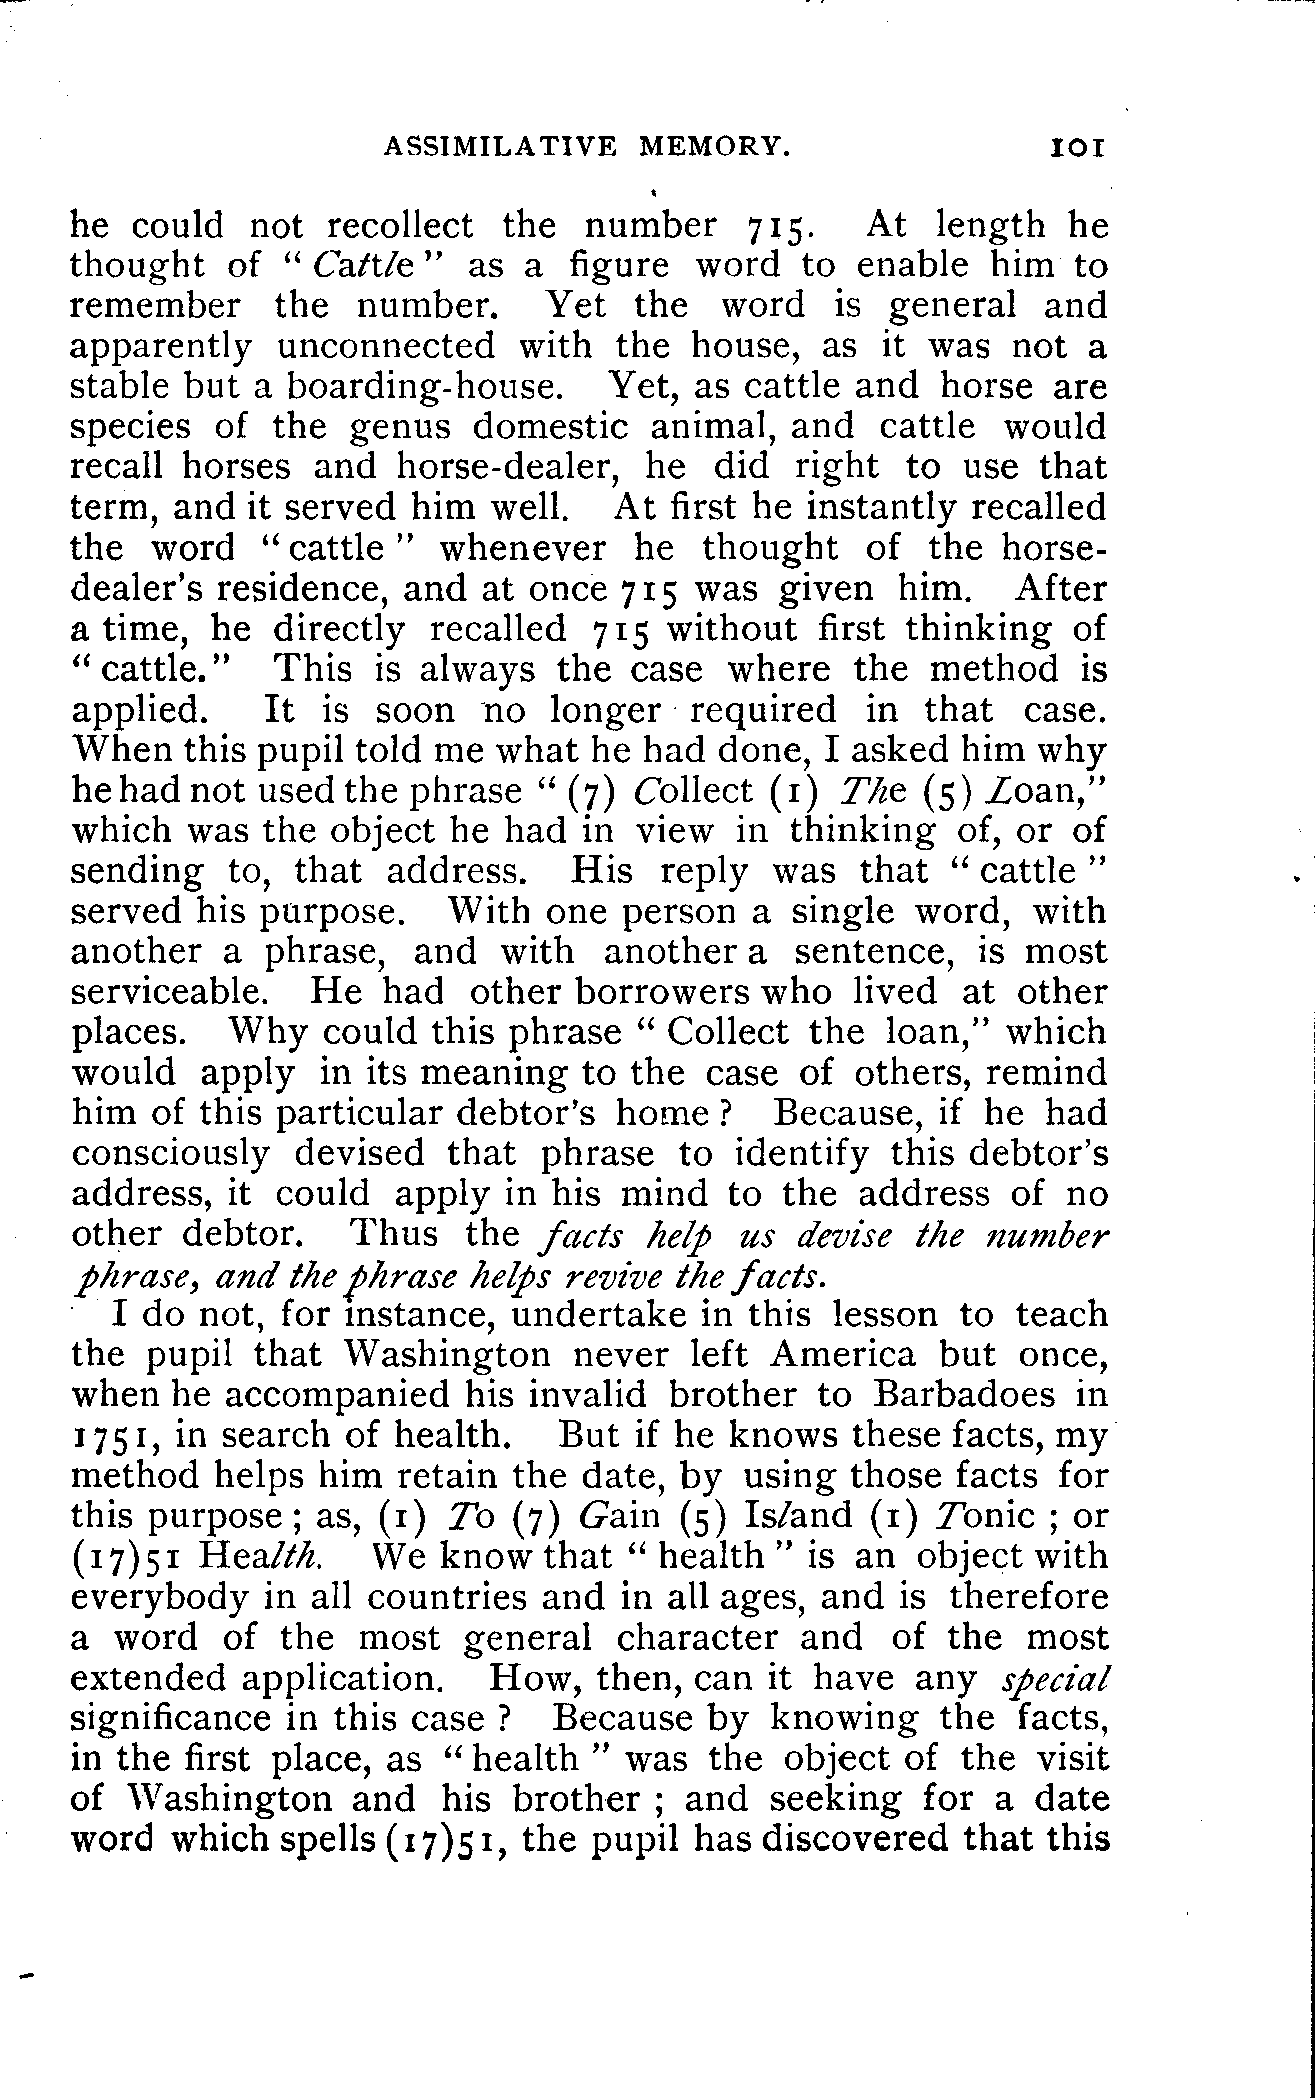 ASSIMILATIVE MEMORY. 101
he could not recollect the number 715. At length he
thought of "Cattle" as a figure word to enable him to
remember the number. Yet the word is general and
apparently unconnected with the house, as it was not a
stable but a boarding-house. Yet, as cattle and horse are
species of the genus domestic animal, and cattle would
recall horses and horse-dealer, he did right to use that
term, and it served him well. At first he instantly recalled
the word "cattle" whenever he thought of the horse-
dealer's residence, and at once 715 was given him. After
a time, he directly recalled 715 without first thinking of
"cattle." This is always the case where the method is
applied. It is soon no longer required in that case.
When this pupil told me what he had done, I asked him why
he had not used the phrase "(7) Collect (1) The (5) Loan,"
which was the object he had in view in thinking of, or of
sending to, that address. His reply was that "cattle"
served his purpose. With one person a single word, with
another a phrase, and with another a sentence, is most
serviceable. He had other borrowers who lived at other
places. Why could this phrase "Collect the loan," which
would apply in its meaning to the case of others, remind
him of this particular debtor's home? Because, if he had
consciously devised that phrase to identify this debtor's
address, it could apply in his mind to the address of no
other debtor. Thus the facts help us devise the number
phrase, and the phrase helps revive the facts.
I do not, for instance, undertake in this lesson to teach
the pupil that Washington never left America but once,
when he accompanied his invalid brother to Barbadoes in
1751, in search of health. But if he knows these facts, my
method helps him retain the date, by using those facts for
this purpose; as, (1) To (7) Gain (5) Island (1) Tonic; or
(17)51 Health. We know that "health" is an object with
everybody in all countries and in all ages, and is therefore
a word of the most general character and of the most
extended application. How, then, can it have any special
significance in this case? Because by knowing the facts,
in the first place, as "health" was the object of the visit
of Washington and his brother; and seeking for a date
word which spells (17)51, the pupil has discovered that this